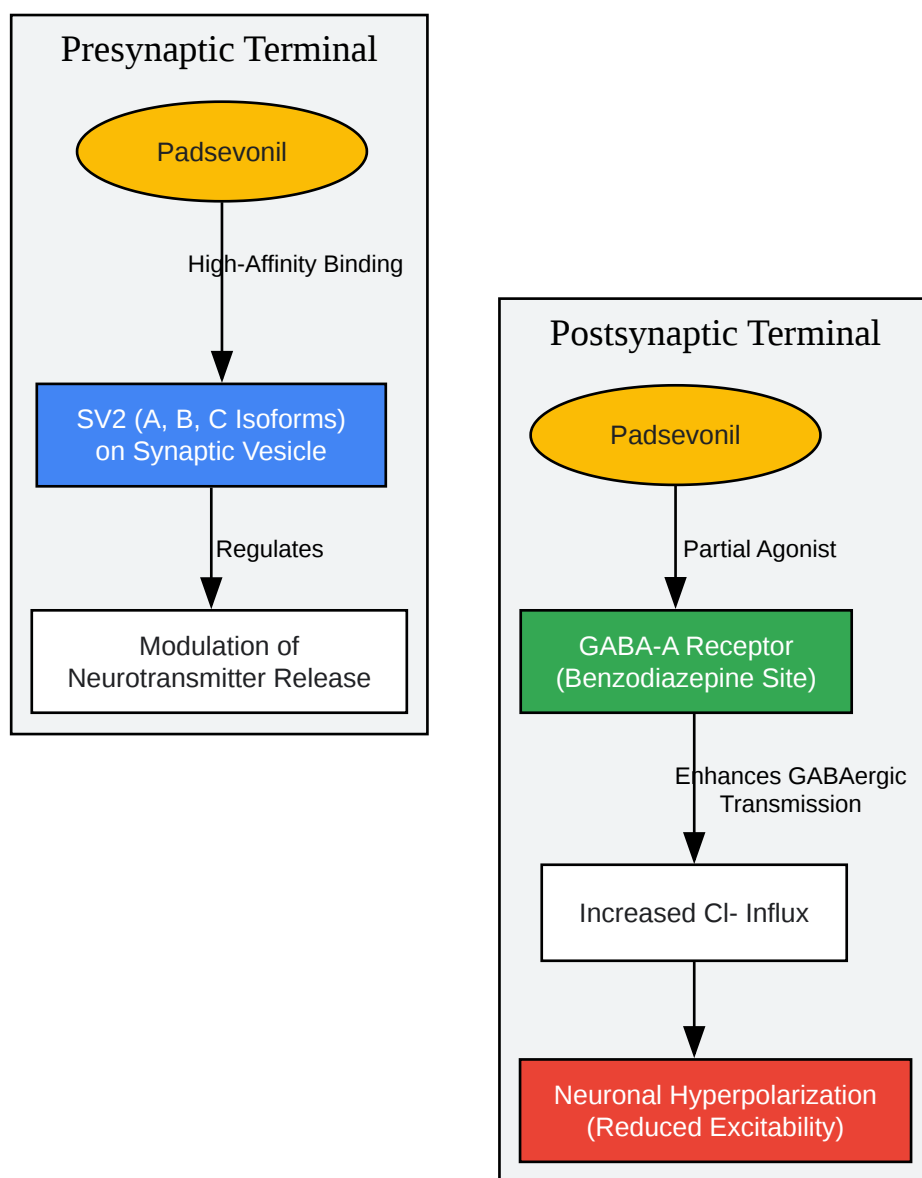 Presynaptic Terminal
Padsevonil
High-Affinity Binding
SV2 (A, B, C Isoforms)
on Synaptic Vesicle
Regulates
Modulation of
Neurotransmitter Release
Postsynaptic Terminal
Padsevonil
Partial Agonist
GABA-A Receptor
(Benzodiazepine Site)
Enhances GABAergic
Transmission
Increased Cl- Influx
Neuronal Hyperpolarization
(Reduced Excitability)